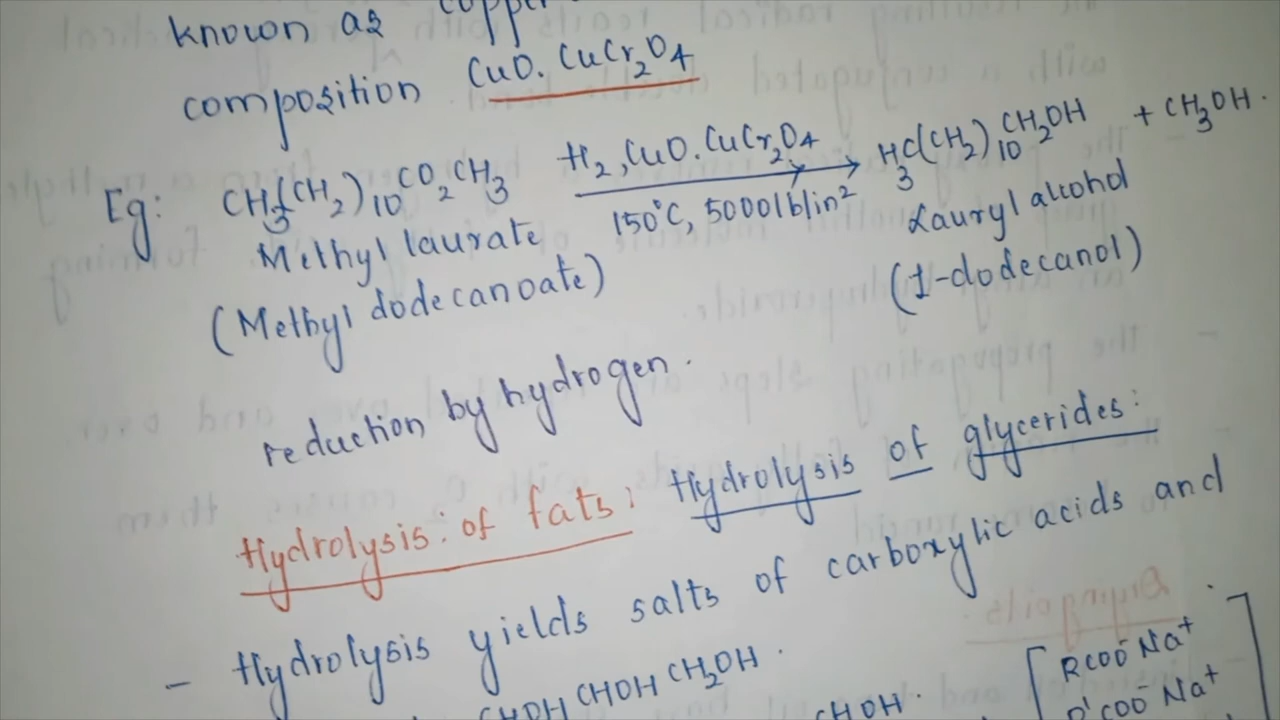 known as copper
composition CuO. CuCr2O4
Eg: CH3(CH2)10CO2CH3 H2, CuO. CuCr2O4 H3C(CH2)10CH2OH + CH3OH.
150°C, 5000lb/in²
Methyl laurate Lauryl alcohol
(Methyl dodecanoate) (1-dodecanol)
reduction by hydrogen.
Hydrolysis: of fats: Hydrolysis of glycerides:
- Hydrolysis yields salts of carboxylic acids and
CHOH CH2OH.
CHOH. [RCOO⁻Na⁺
R'COO⁻Na⁺ ]